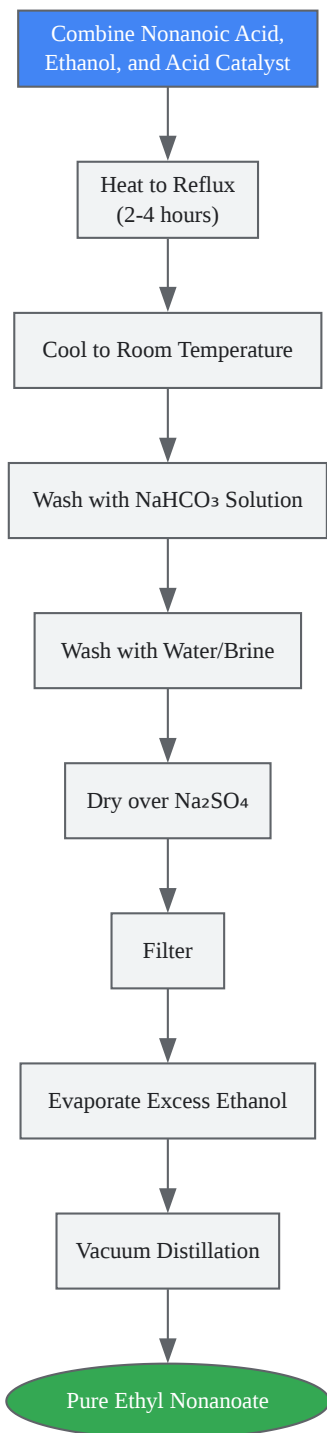 Combine Nonanoic Acid,
Ethanol, and Acid Catalyst
Heat to Reflux
(2-4 hours)
Cool to Room Temperature
Wash with NaHCO₃ Solution
Wash with Water/Brine
Dry over Na₂SO₄
Filter
Evaporate Excess Ethanol
Vacuum Distillation
Pure Ethyl Nonanoate